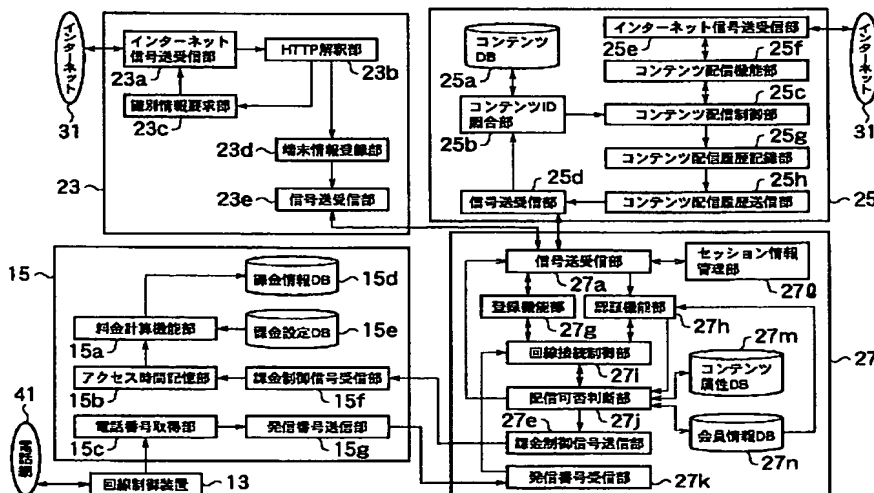 インターネット
31
インターネット
信号送受信部
23a
HTTP解釈部
23b
識別情報要求部
23c
23d
端末情報登録部
23
23e
信号送受信部
コンテンツ
DB
25a
コンテンツID
照合部
25b
25d
信号送受信部
インターネット信号送受信部
25e
25f
コンテンツ配信機能部
25c
コンテンツ配信制御部
25g
コンテンツ配信履歴記録部
25h
コンテンツ配信履歴送信部
25
インターネット
31
15
課金情報DB
15d
料金計算機能部
15a
課金設定DB
15e
アクセス時間記憶部
15b
課金制御信号受信部
15f
電話番号取得部
15c
発信番号送信部
15g
41
回線制御装置
13
信号送受信部
27a
セッション情報
管理部
27ℓ
登録機能部
27g
認証機能部
27h
回線接続制御部
27i
配信可否判断部
27j
27e
課金制御信号送信部
発信番号受信部
27k
27m
コンテンツ
属性DB
会員情報DB
27n
27